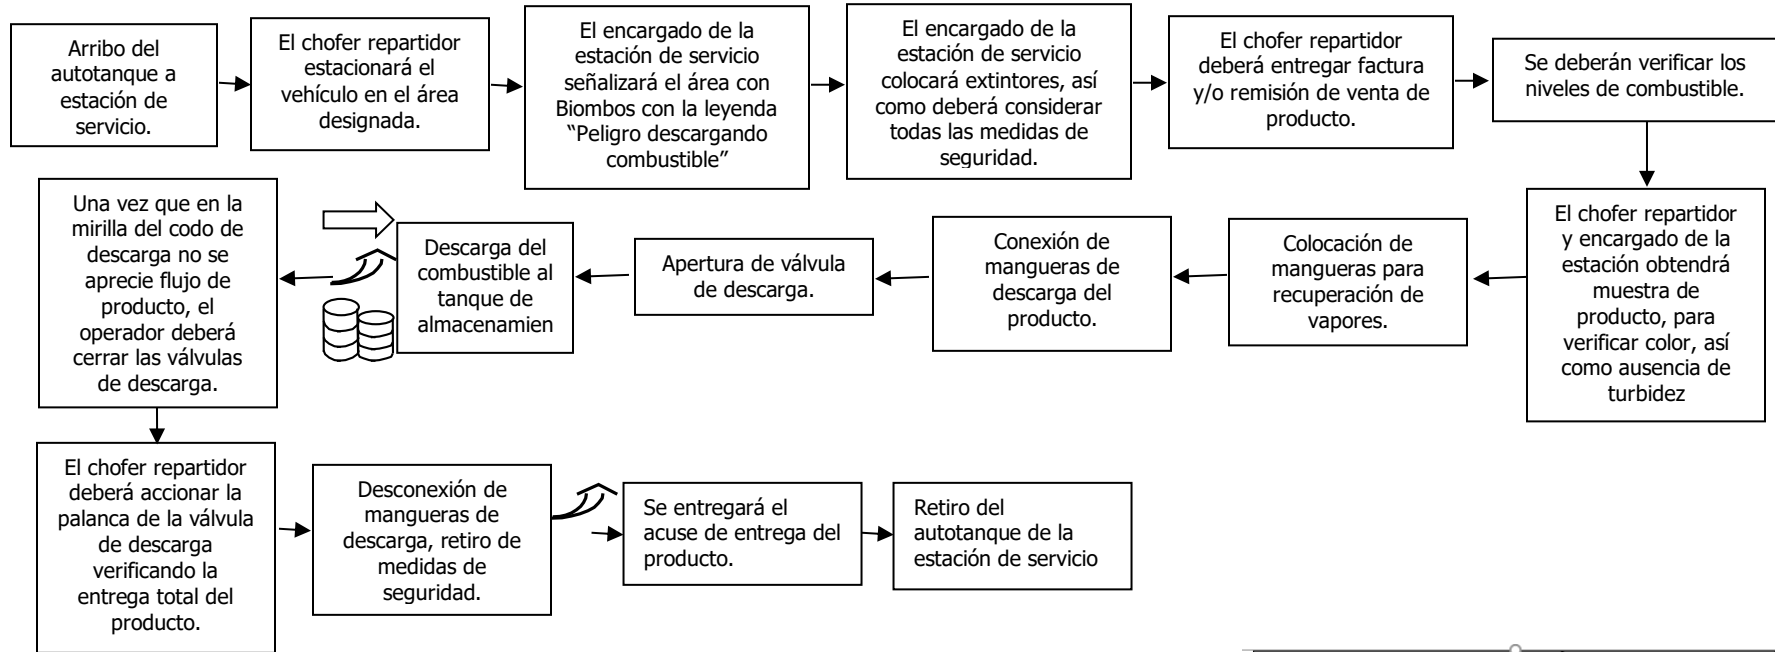 Arribo del
autotanque a
estación de
servicio.
El chofer repartidor
estacionará el
vehículo en el área
designada.
El encargado de la
estación de servicio
señalizará el área con
Biombos con la leyenda
“Peligro descargando
combustible”
El encargado de la
estación de servicio
colocará extintores, así
como deberá considerar
todas las medidas de
seguridad.
El chofer repartidor
deberá entregar factura
y/o remisión de venta de
producto.
Se deberán verificar los
niveles de combustible.
El chofer repartidor
y encargado de la
estación obtendrá
muestra de
producto, para
verificar color, así
como ausencia de
turbidez
Colocación de
mangueras para
recuperación de
vapores.
Conexión de
mangueras de
descarga del
producto.
Apertura de válvula
de descarga.
Descarga del
combustible al
tanque de
almacenamien
Una vez que en la
mirilla del codo de
descarga no se
aprecie flujo de
producto, el
operador deberá
cerrar las válvulas
de descarga.
El chofer repartidor
deberá accionar la
palanca de la válvula
de descarga
verificando la
entrega total del
producto.
Desconexión de
mangueras de
descarga, retiro de
medidas de
seguridad.
Se entregará el
acuse de entrega del
producto.
Retiro del
autotanque de la
estación de servicio